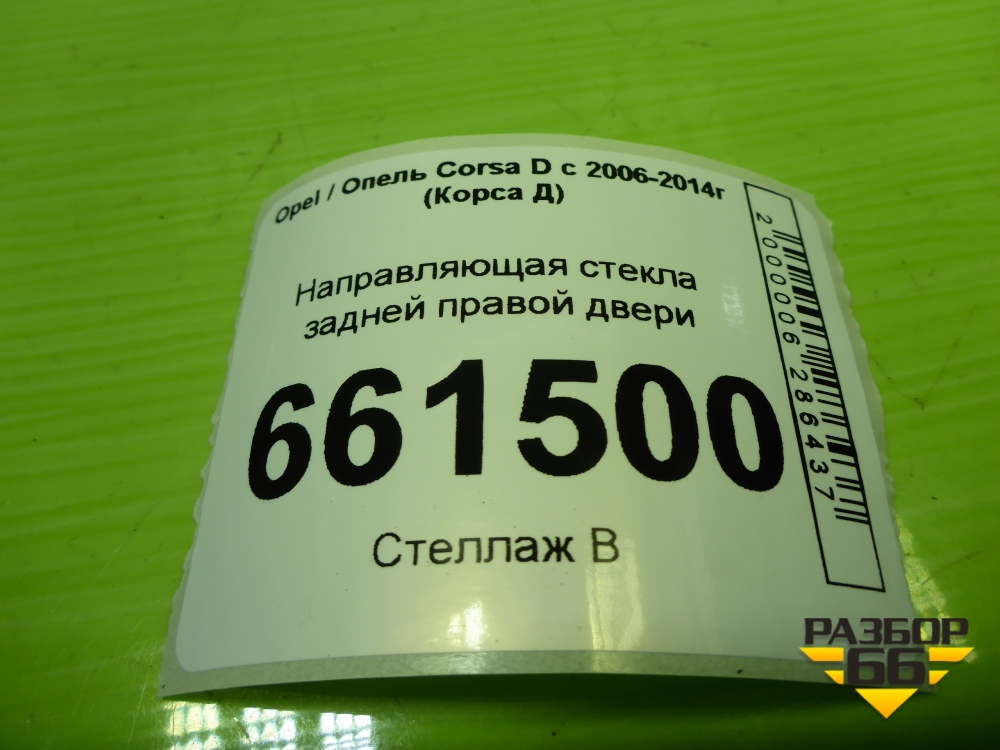 Opel / Опель Corsa D с 2006-2014г
(Корса Д)
Направляющая стекла
задней правой двери
661500
Стеллаж В
2000006286437
РАЗБОР
66